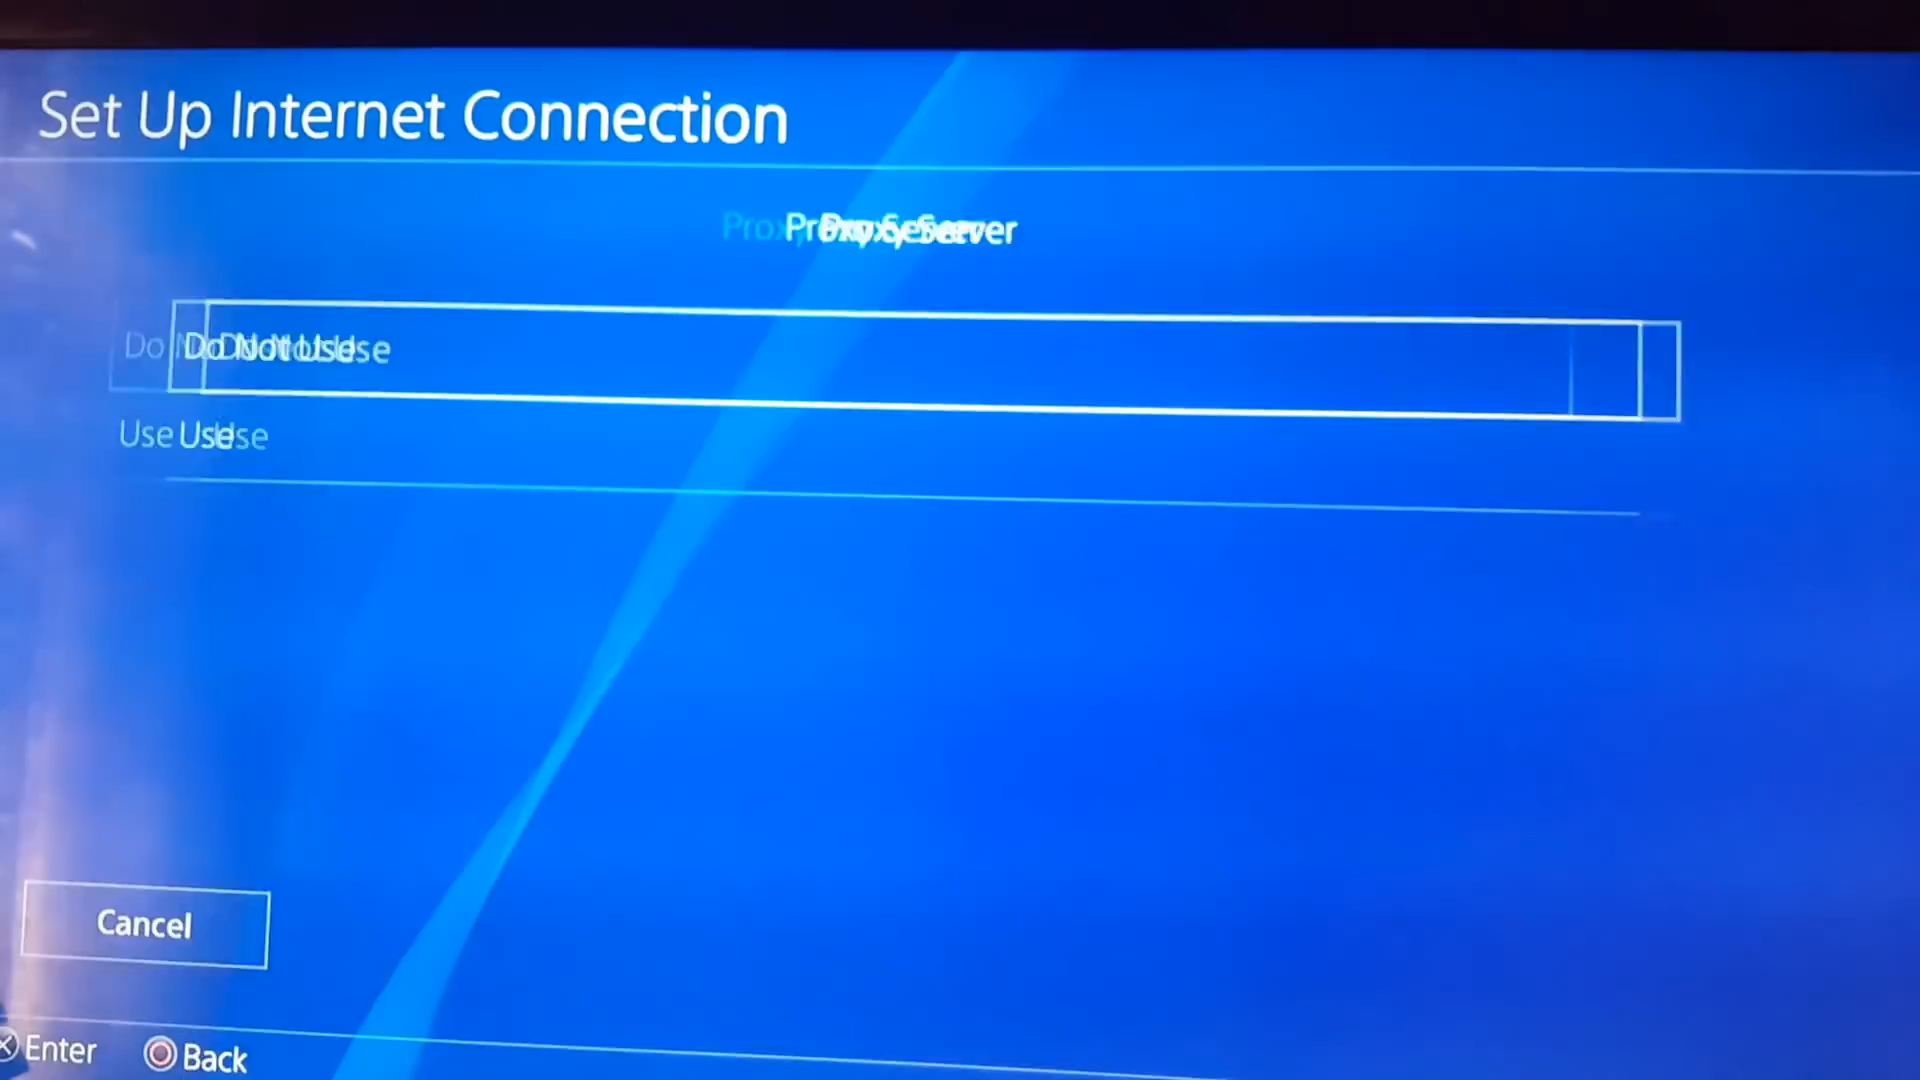 Set Up Internet Connection
Proxy Server
Do Not Use
Use
Cancel
Enter
Back